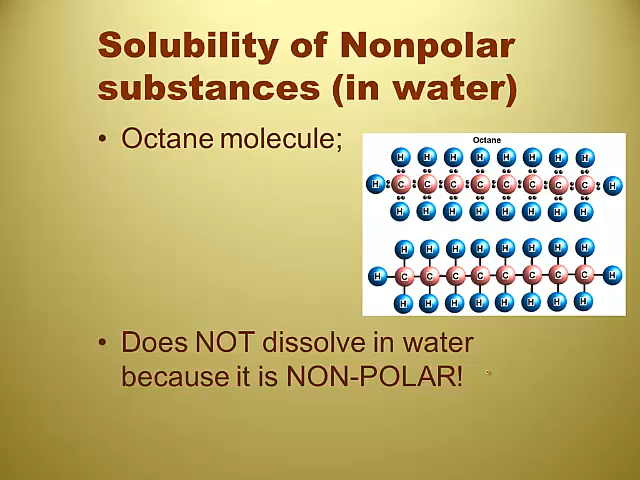 Solubility of Nonpolar
substances (in water)
• Octane molecule;
Octane
H H H H H H H H
H C C C C C C C C H
H H H H H H H H
H H H H H H H H
H C C C C C C C C H
H H H H H H H H
• Does NOT dissolve in water
because it is NON-POLAR!